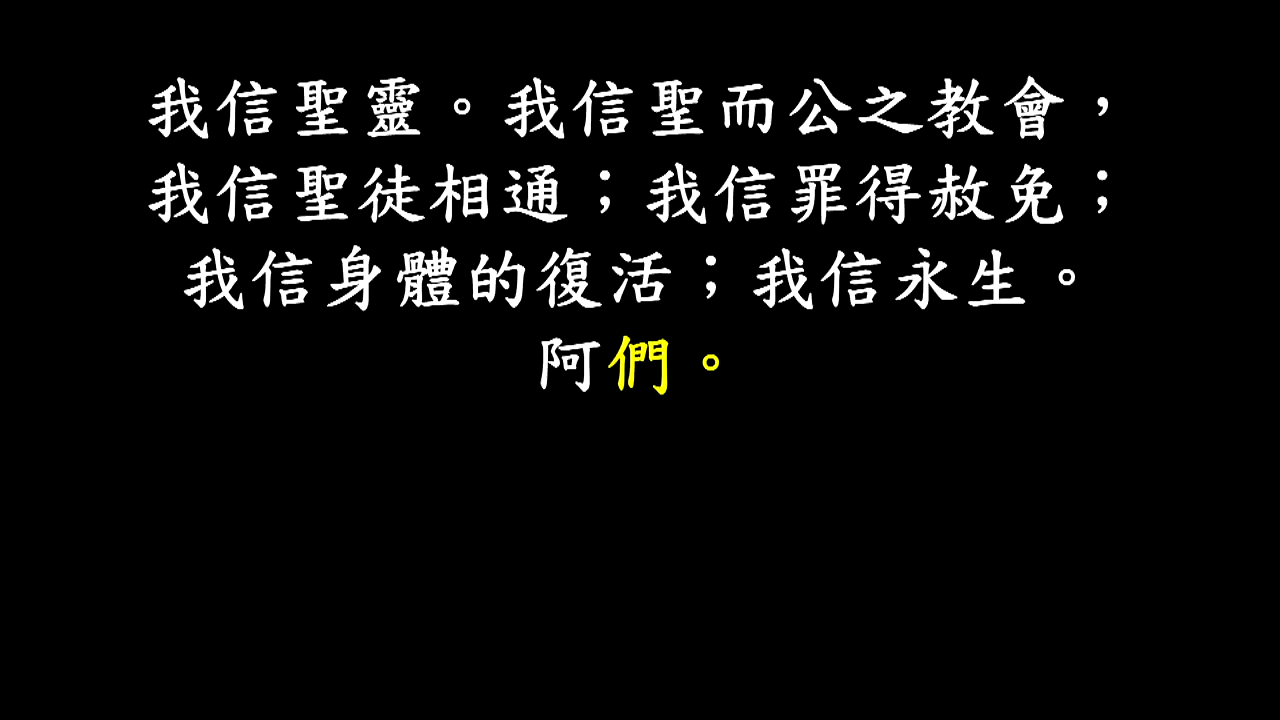 我信聖靈。我信聖而公之教會，
我信聖徒相通；我信罪得赦免；
我信身體的復活；我信永生。
阿們。